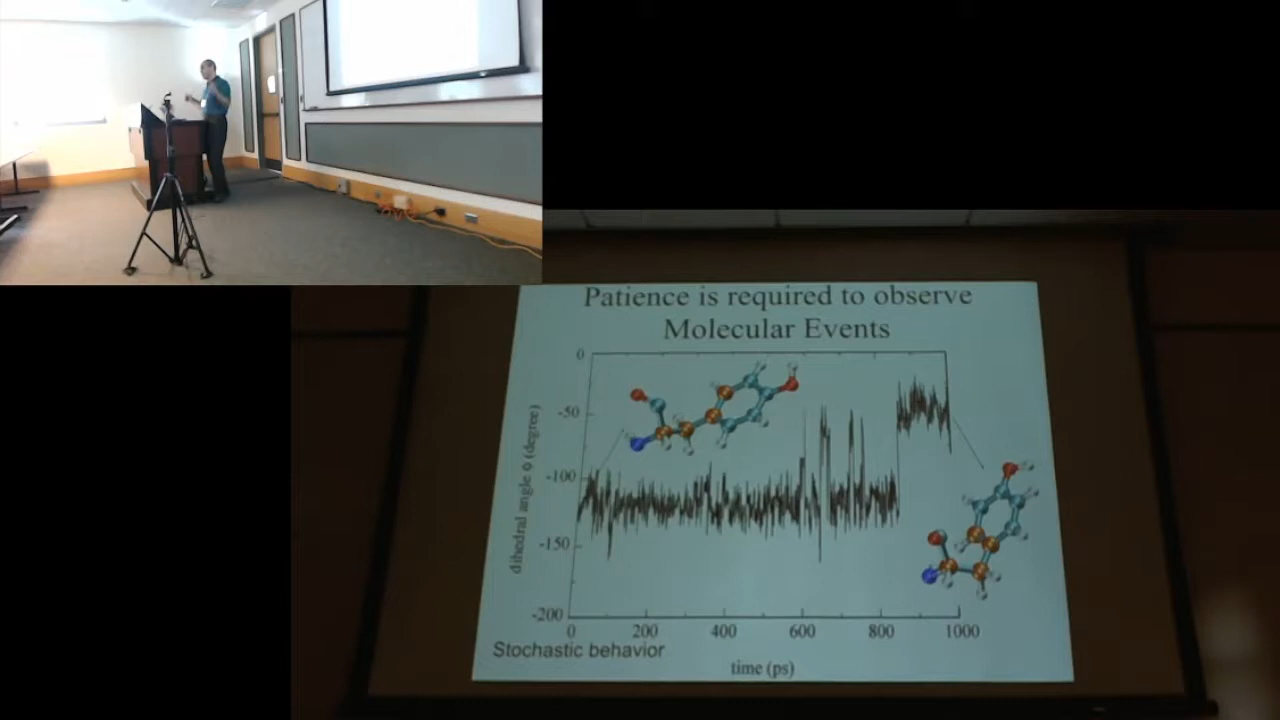 Patience is required to observe
Molecular Events
0
-50
-100
-150
-200
dihedral angle Φ (degree)
0 200 400 600 800 1000
time (ps)
Stochastic behavior